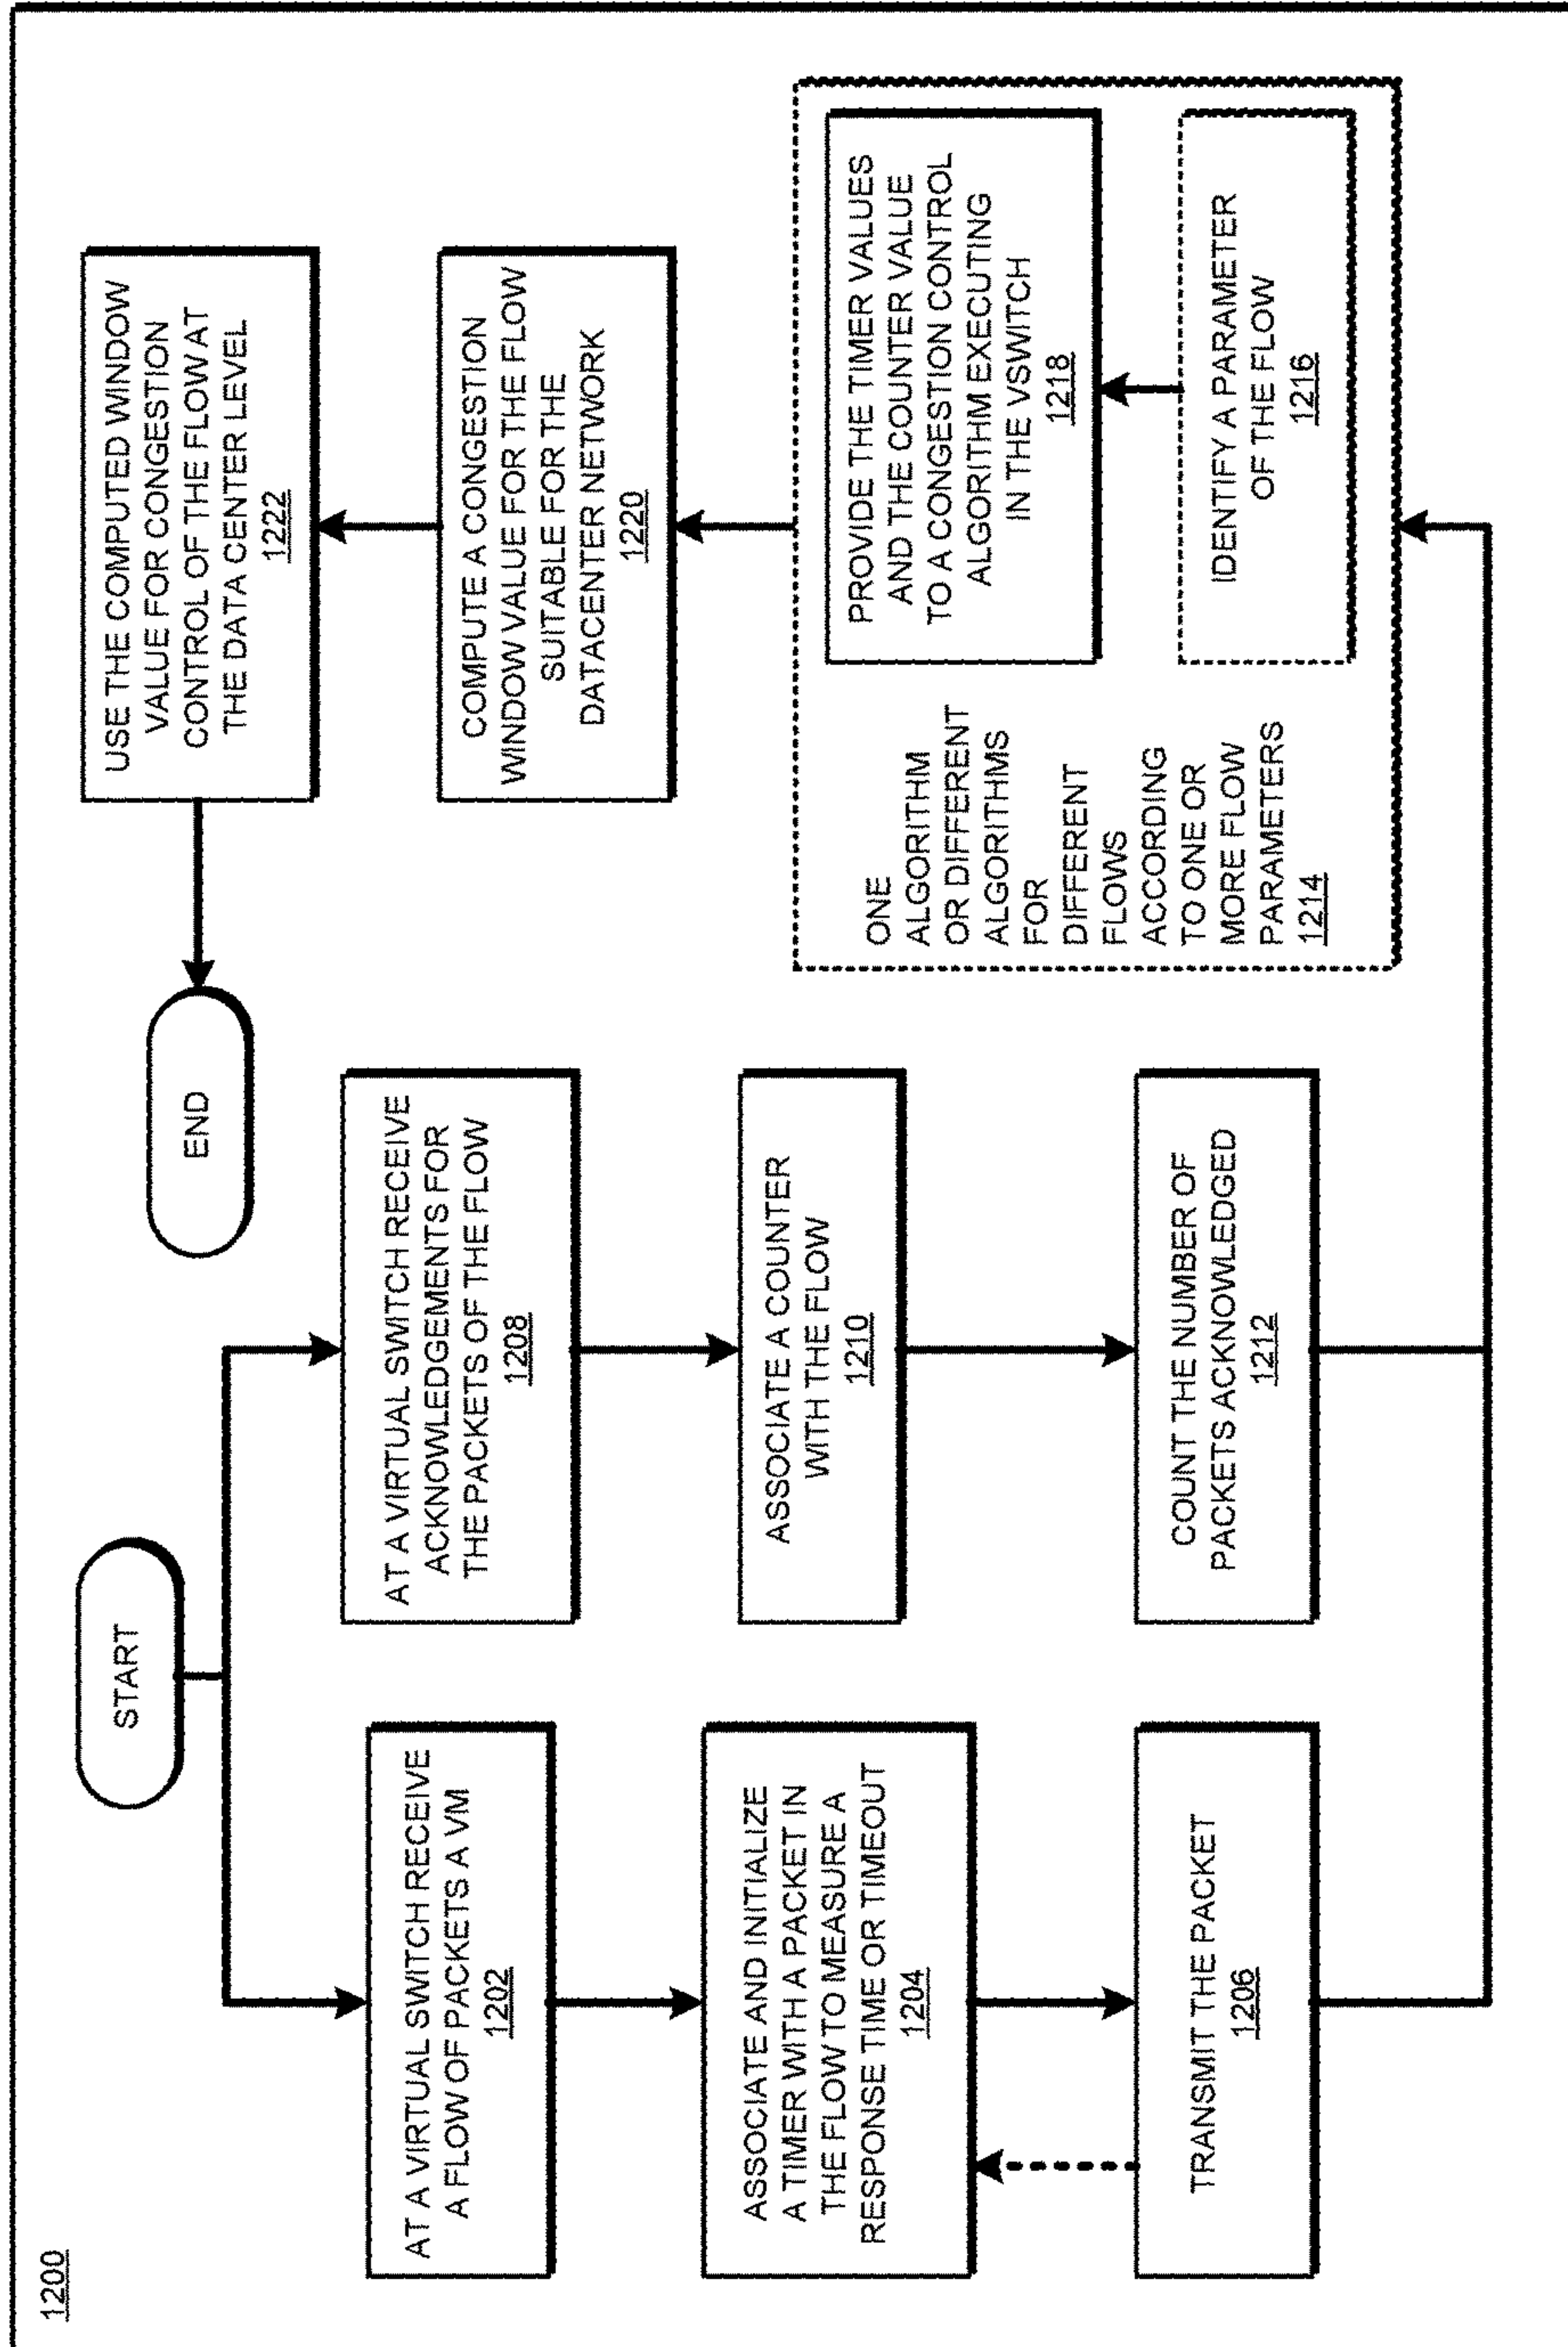 1200
START
AT A VIRTUAL SWITCH RECEIVE
A FLOW OF PACKETS A VM
1202
ASSOCIATE AND INITIALIZE
A TIMER WITH A PACKET IN
THE FLOW TO MEASURE A
RESPONSE TIME OR TIMEOUT
1204
TRANSMIT THE PACKET
1206
AT A VIRTUAL SWITCH RECEIVE
ACKNOWLEDGEMENTS FOR
THE PACKETS OF THE FLOW
1208
ASSOCIATE A COUNTER
WITH THE FLOW
1210
COUNT THE NUMBER OF
PACKETS ACKNOWLEDGED
1212
ONE
ALGORITHM
OR DIFFERENT
ALGORITHMS
FOR
DIFFERENT
FLOWS
ACCORDING
TO ONE OR
MORE FLOW
PARAMETERS
1214
IDENTIFY A PARAMETER
OF THE FLOW
1216
PROVIDE THE TIMER VALUES
AND THE COUNTER VALUE
TO A CONGESTION CONTROL
ALGORITHM EXECUTING
IN THE VSWITCH
1218
COMPUTE A CONGESTION
WINDOW VALUE FOR THE FLOW
SUITABLE FOR THE
DATACENTER NETWORK
1220
USE THE COMPUTED WINDOW
VALUE FOR CONGESTION
CONTROL OF THE FLOW AT
THE DATA CENTER LEVEL
1222
END